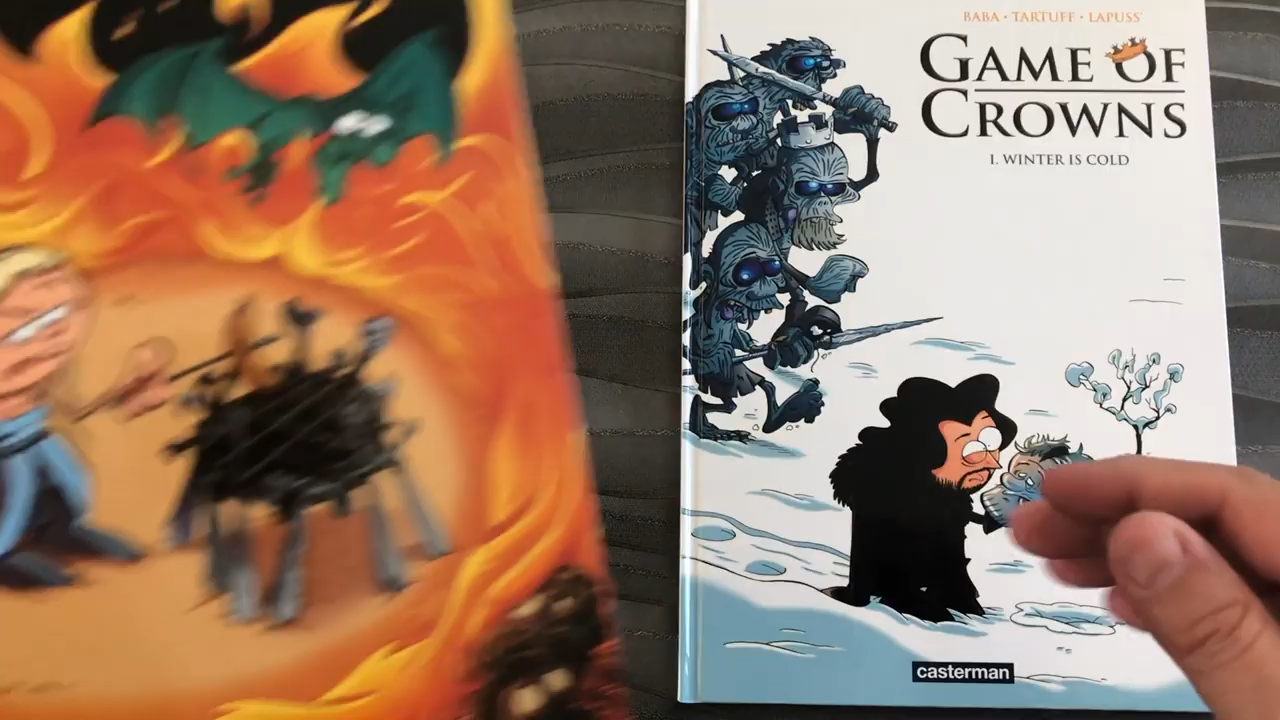 BABA • TARTUFF • LAPUSS'
GAME OF
CROWNS
1. WINTER IS COLD
casterman